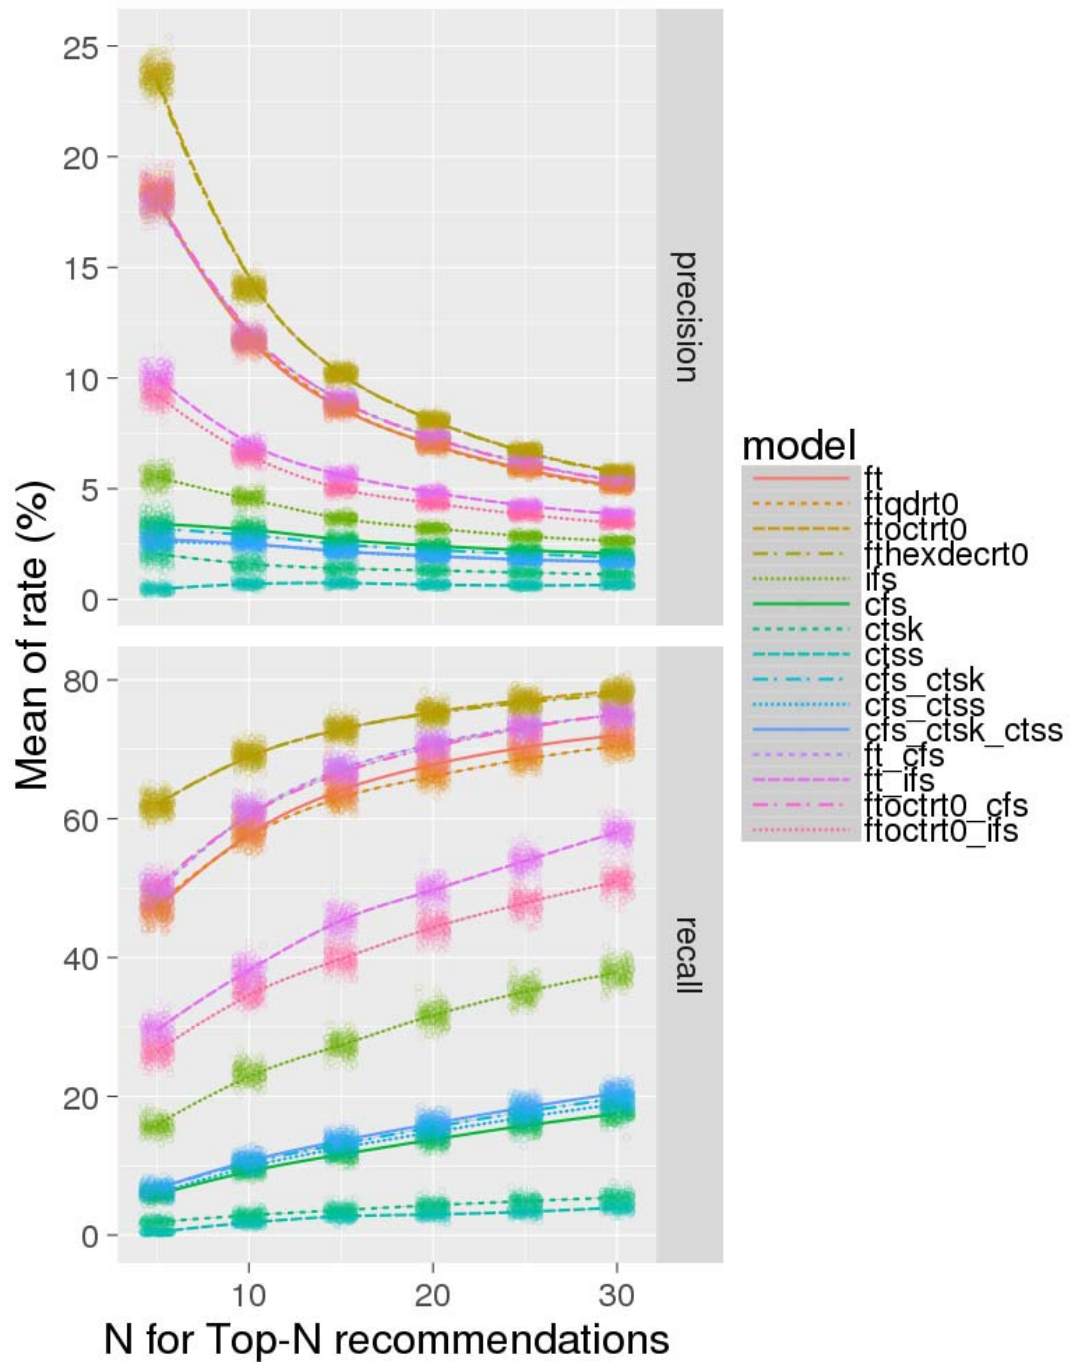 Mean of rate (%)
25
20
15
10
5
0
precision
80
60
40
20
0
recall
10 20 30
N for Top-N recommendations
model
ft
ftqdrt0
ftoctrt0
fthexdecrt0
ifs
cfs
ctsk
ctss
cfs_ctsk
cfs_ctss
cfs_ctsk_ctss
ft_cfs
ft_ifs
ftoctrt0_cfs
ftoctrt0_ifs